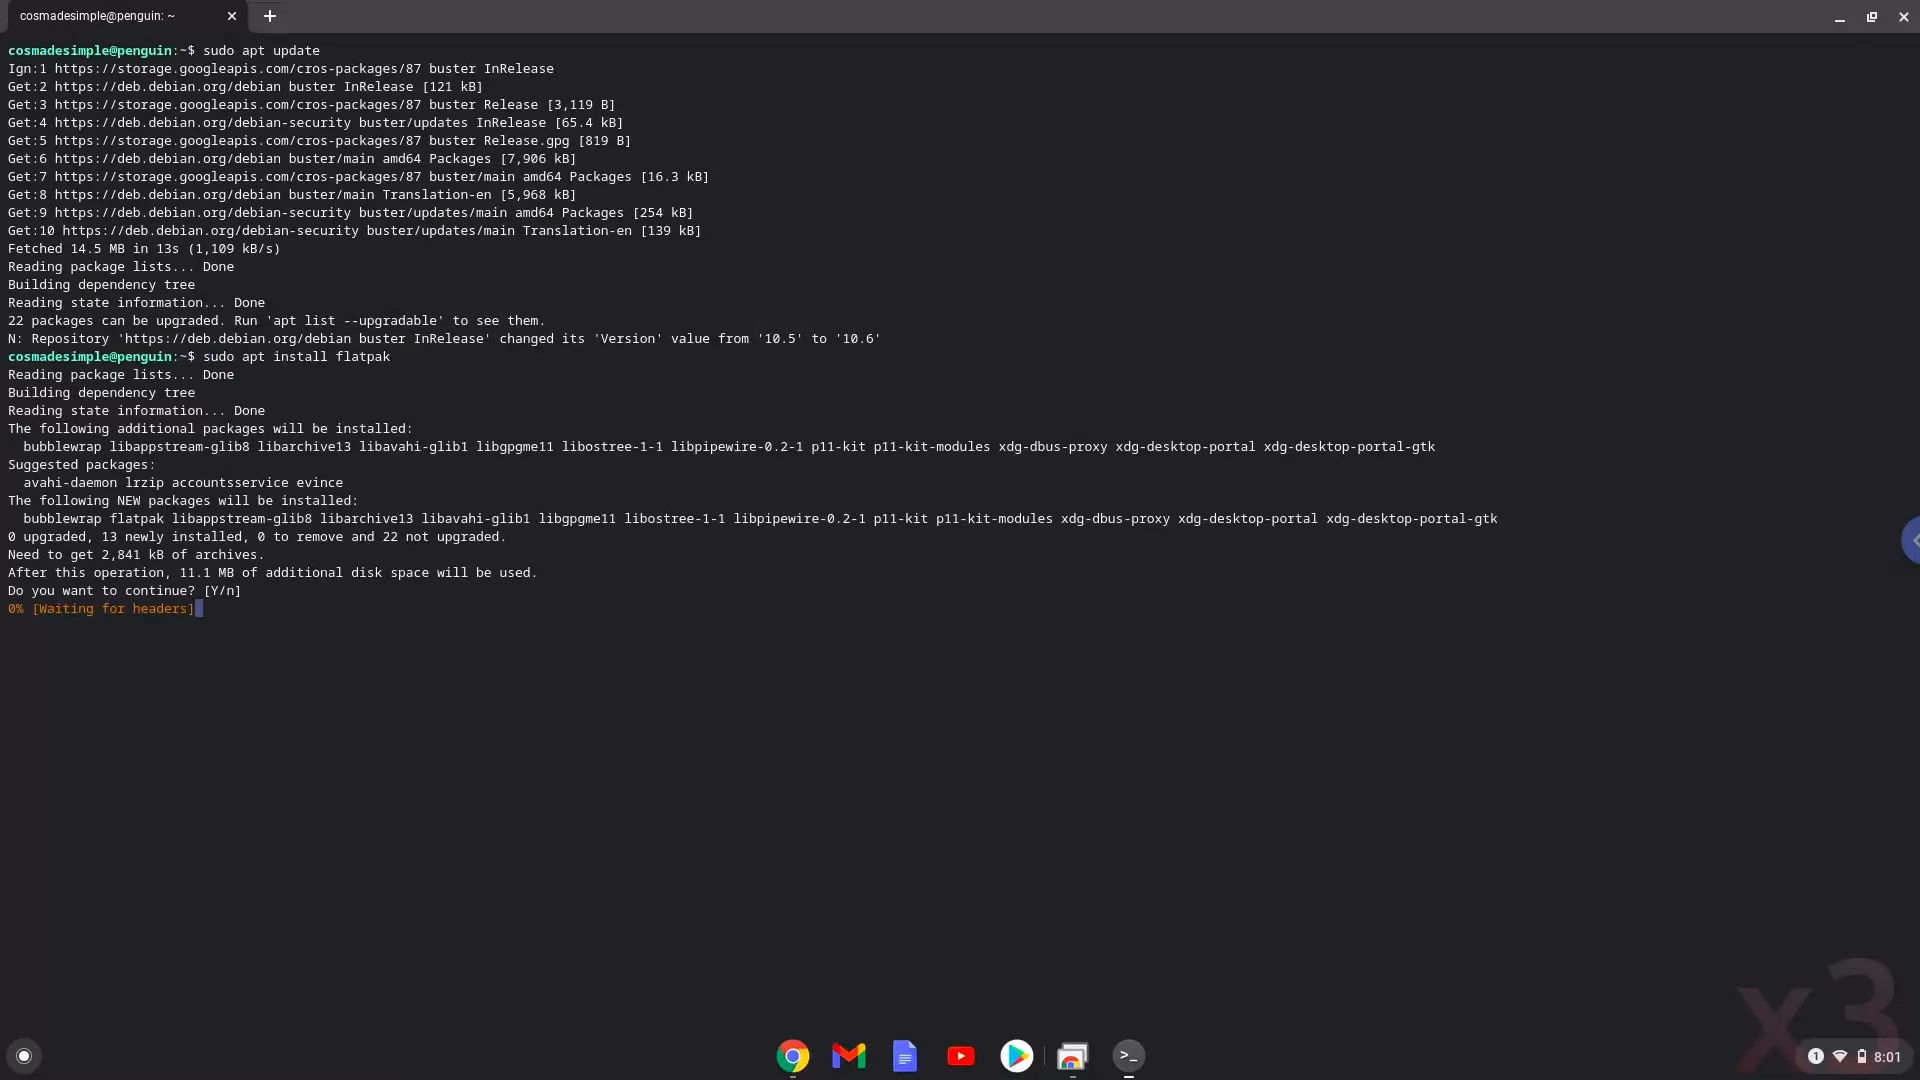 cosmadesimple@penguin: ~
cosmadesimple@penguin:~$ sudo apt update
Ign:1 https://storage.googleapis.com/cros-packages/87 buster InRelease
Get:2 https://deb.debian.org/debian buster InRelease [121 kB]
Get:3 https://storage.googleapis.com/cros-packages/87 buster Release [3,119 B]
Get:4 https://deb.debian.org/debian-security buster/updates InRelease [65.4 kB]
Get:5 https://storage.googleapis.com/cros-packages/87 buster Release.gpg [819 B]
Get:6 https://deb.debian.org/debian buster/main amd64 Packages [7,906 kB]
Get:7 https://storage.googleapis.com/cros-packages/87 buster/main amd64 Packages [16.3 kB]
Get:8 https://deb.debian.org/debian buster/main Translation-en [5,968 kB]
Get:9 https://deb.debian.org/debian-security buster/updates/main amd64 Packages [254 kB]
Get:10 https://deb.debian.org/debian-security buster/updates/main Translation-en [139 kB]
Fetched 14.5 MB in 13s (1,109 kB/s)
Reading package lists... Done
Building dependency tree
Reading state information... Done
22 packages can be upgraded. Run 'apt list --upgradable' to see them.
N: Repository 'https://deb.debian.org/debian buster InRelease' changed its 'Version' value from '10.5' to '10.6'
cosmadesimple@penguin:~$ sudo apt install flatpak
Reading package lists... Done
Building dependency tree
Reading state information... Done
The following additional packages will be installed:
  bubblewrap libappstream-glib8 libarchive13 libavahi-glib1 libgpgme11 libostree-1-1 libpipewire-0.2-1 p11-kit p11-kit-modules xdg-dbus-proxy xdg-desktop-portal xdg-desktop-portal-gtk
Suggested packages:
  avahi-daemon lrzip accountsservice evince
The following NEW packages will be installed:
  bubblewrap flatpak libappstream-glib8 libarchive13 libavahi-glib1 libgpgme11 libostree-1-1 libpipewire-0.2-1 p11-kit p11-kit-modules xdg-dbus-proxy xdg-desktop-portal xdg-desktop-portal-gtk
0 upgraded, 13 newly installed, 0 to remove and 22 not upgraded.
Need to get 2,841 kB of archives.
After this operation, 11.1 MB of additional disk space will be used.
Do you want to continue? [Y/n]
0% [Waiting for headers]
x3
>_
1
8:01